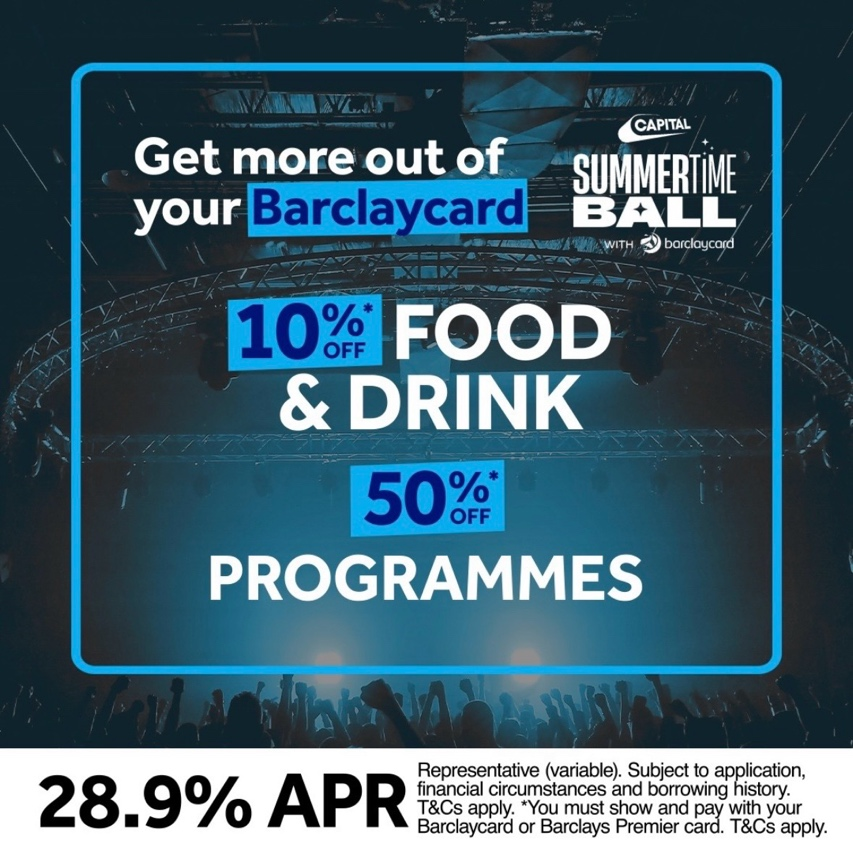 Get more out of
your Barclaycard
CAPITAL
SUMMERTIME
BALL
WITH barclaycard
10%* OFF FOOD
& DRINK
50%* OFF
PROGRAMMES
28.9% APR
Representative (variable). Subject to application,
financial circumstances and borrowing history.
T&Cs apply. *You must show and pay with your
Barclaycard or Barclays Premier card. T&Cs apply.